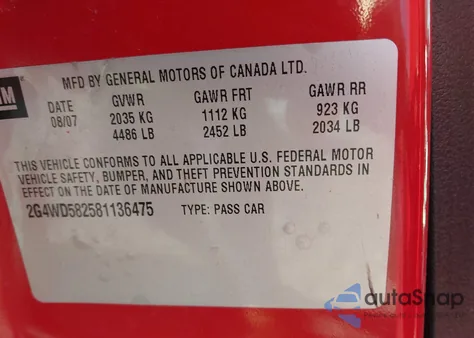 GM
MFD BY GENERAL MOTORS OF CANADA LTD.
DATE GVWR GAWR FRT GAWR RR
08/07 2035 KG 1112 KG 923 KG
4486 LB 2452 LB 2034 LB
THIS VEHICLE CONFORMS TO ALL APPLICABLE U.S. FEDERAL MOTOR
VEHICLE SAFETY, BUMPER, AND THEFT PREVENTION STANDARDS IN
EFFECT ON THE DATE OF MANUFACTURE SHOWN ABOVE.
2G4WD582581136475 TYPE: PASS CAR
autoSnap